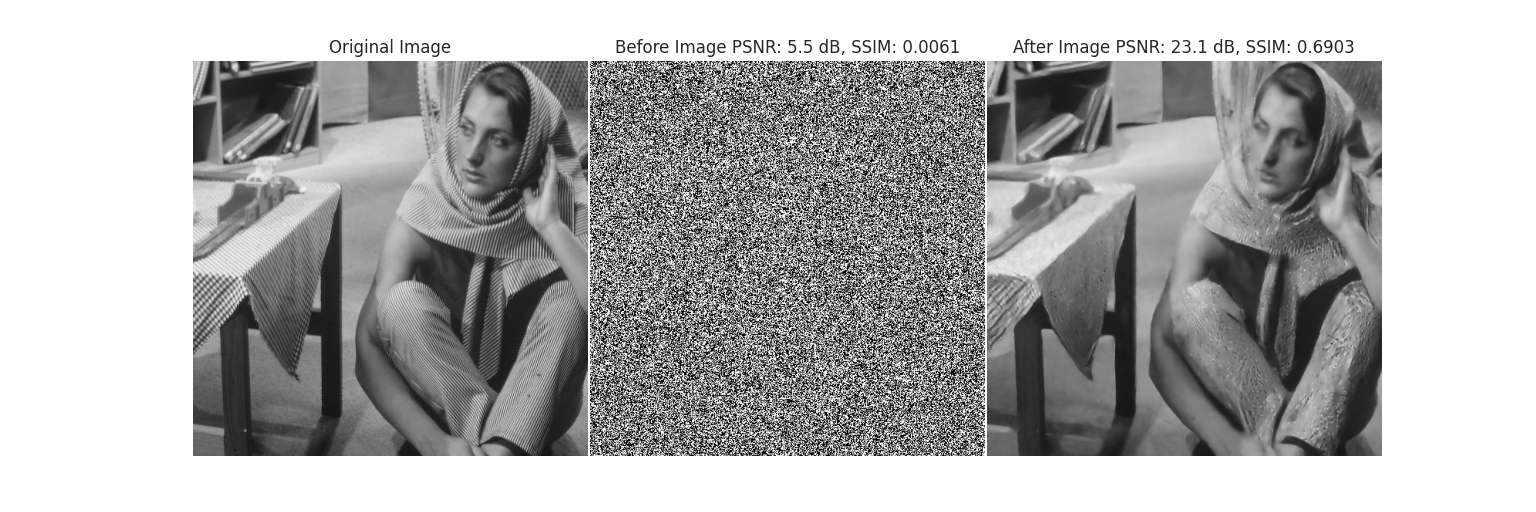 Original Image
Before Image PSNR: 5.5 dB, SSIM: 0.0061
After Image PSNR: 23.1 dB, SSIM: 0.6903